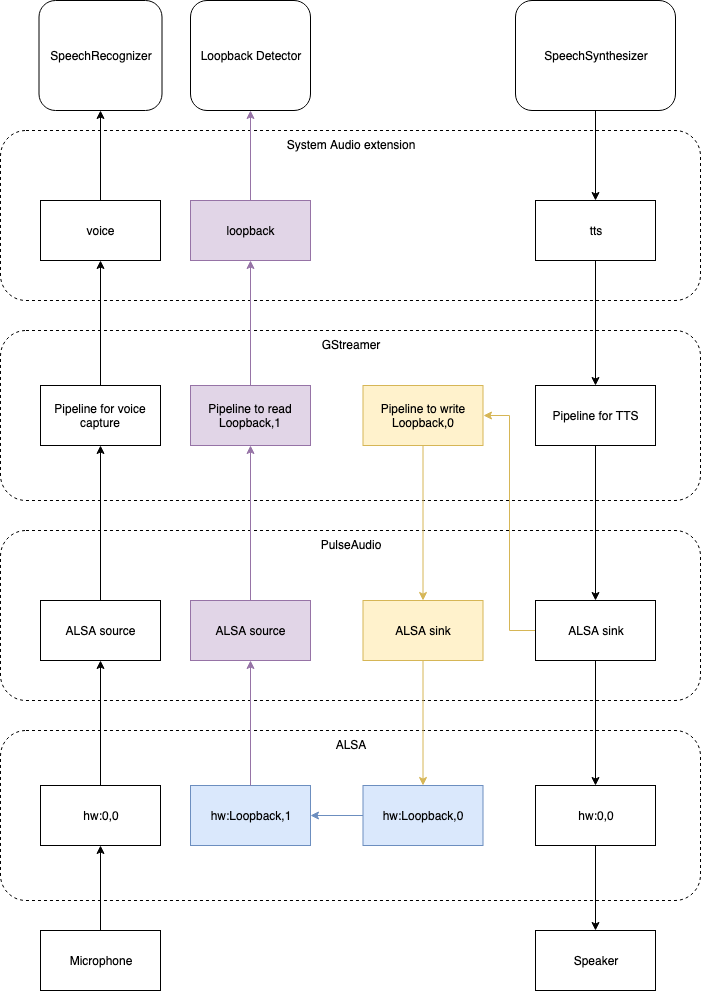 SpeechRecognizer
Loopback Detector
SpeechSynthesizer
System Audio extension
voice
loopback
tts
GStreamer
Pipeline for voice
capture
Pipeline to read
Loopback,1
Pipeline to write
Loopback,0
Pipeline for TTS
PulseAudio
ALSA source
ALSA source
ALSA sink
ALSA sink
ALSA
hw:0,0
hw:Loopback,1
hw:Loopback,0
hw:0,0
Microphone
Speaker